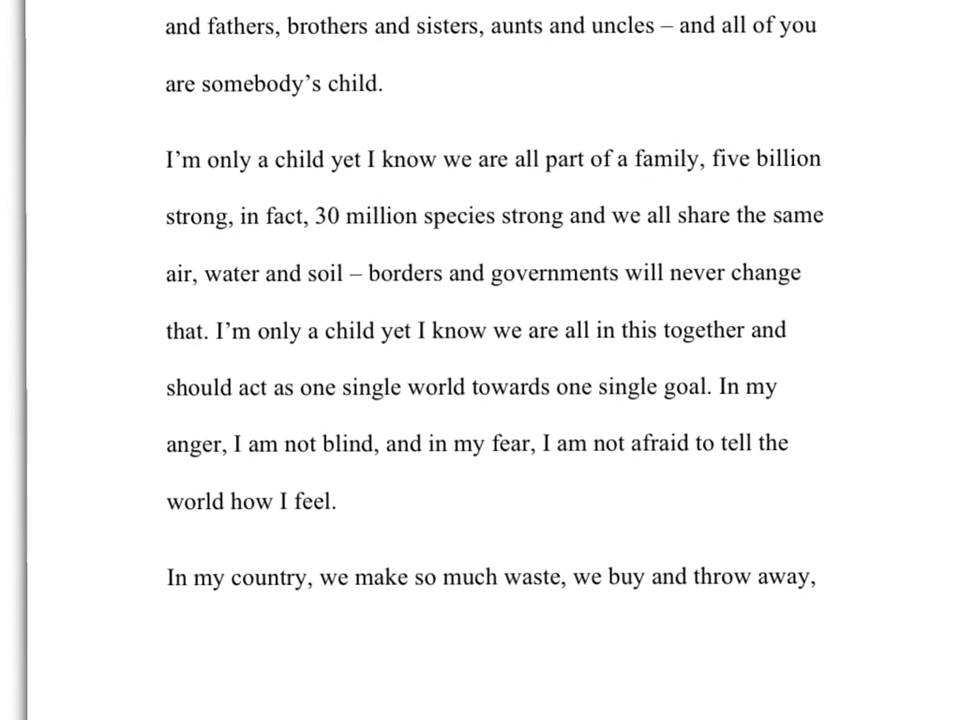 and fathers, brothers and sisters, aunts and uncles – and all of you
are somebody’s child.
I’m only a child yet I know we are all part of a family, five billion
strong, in fact, 30 million species strong and we all share the same
air, water and soil – borders and governments will never change
that. I’m only a child yet I know we are all in this together and
should act as one single world towards one single goal. In my
anger, I am not blind, and in my fear, I am not afraid to tell the
world how I feel.
In my country, we make so much waste, we buy and throw away,